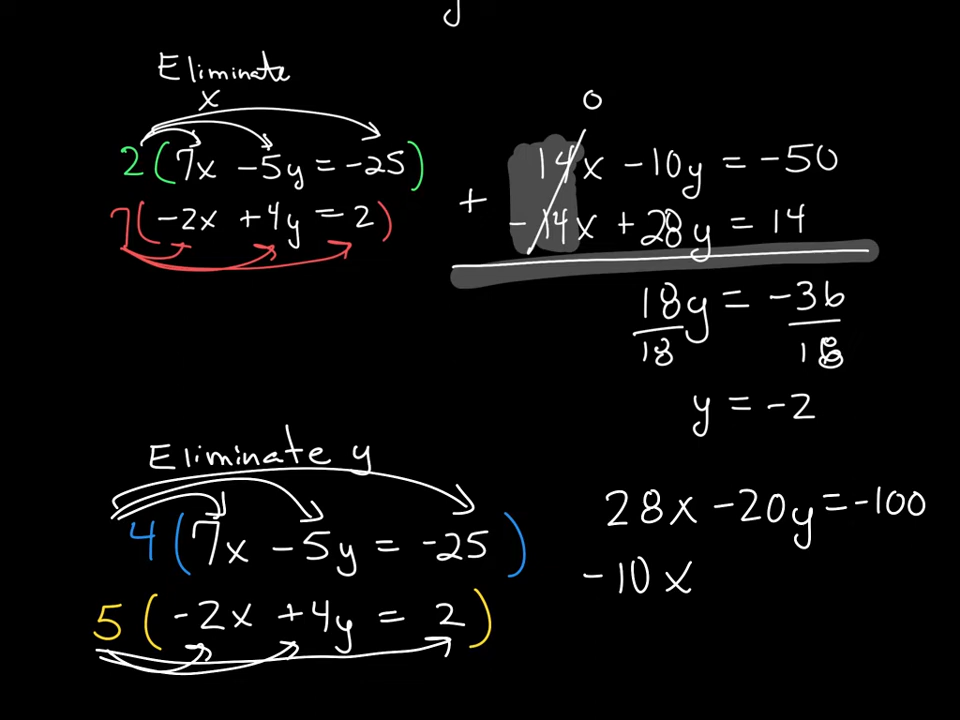 y
Eliminate
x
0
2(7x -5y = -25)
14x -10y = -50
7(-2x +4y = 2)
+ -14x +28y = 14
18y = -36
18 18
y = -2
Eliminate y
28x -20y = -100
4(7x -5y = -25)
-10x
5(-2x +4y = 2)